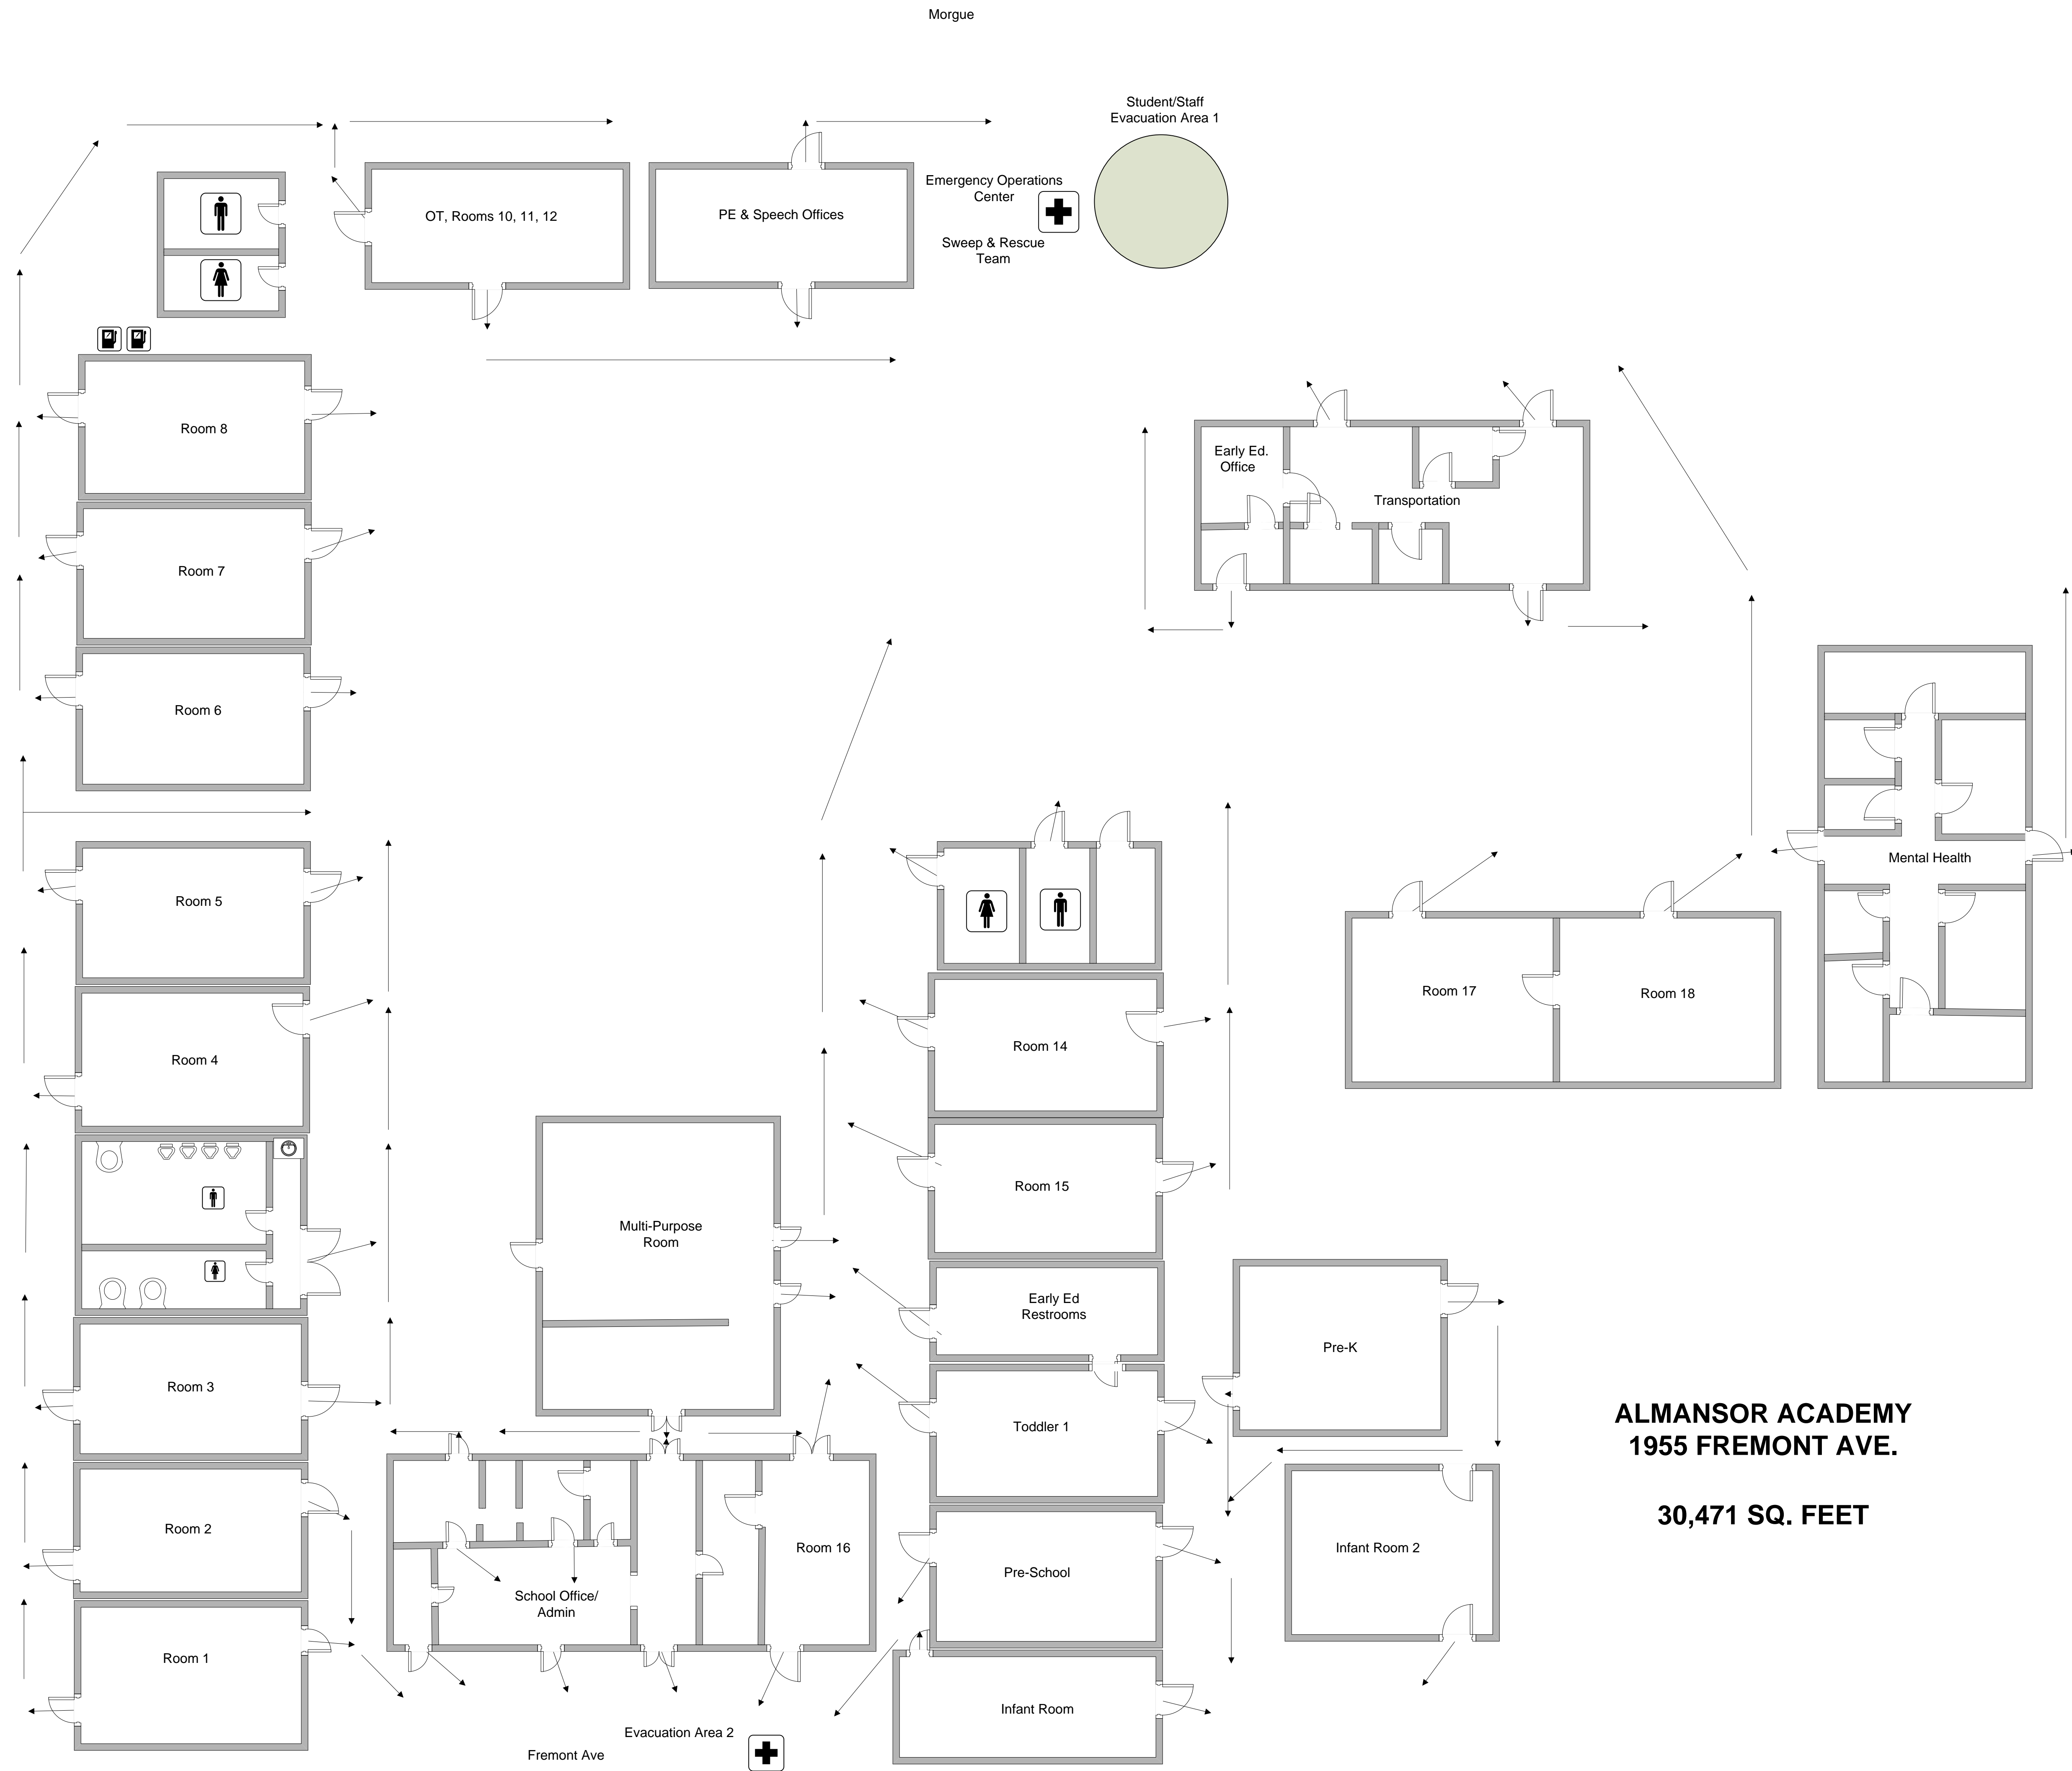 Morgue
Student/Staff
Evacuation Area 1
Emergency Operations
Center
Sweep & Rescue
Team
OT, Rooms 10, 11, 12
PE & Speech Offices
Room 8
Room 7
Room 6
Early Ed.
Office
Transportation
Mental Health
Room 5
Room 4
Room 3
Room 2
Room 1
Multi-Purpose
Room
School Office/
Admin
Room 16
Room 14
Room 15
Early Ed
Restrooms
Toddler 1
Pre-School
Infant Room
Room 17
Room 18
Pre-K
Infant Room 2
ALMANSOR ACADEMY
1955 FREMONT AVE.
30,471 SQ. FEET
Evacuation Area 2
Fremont Ave